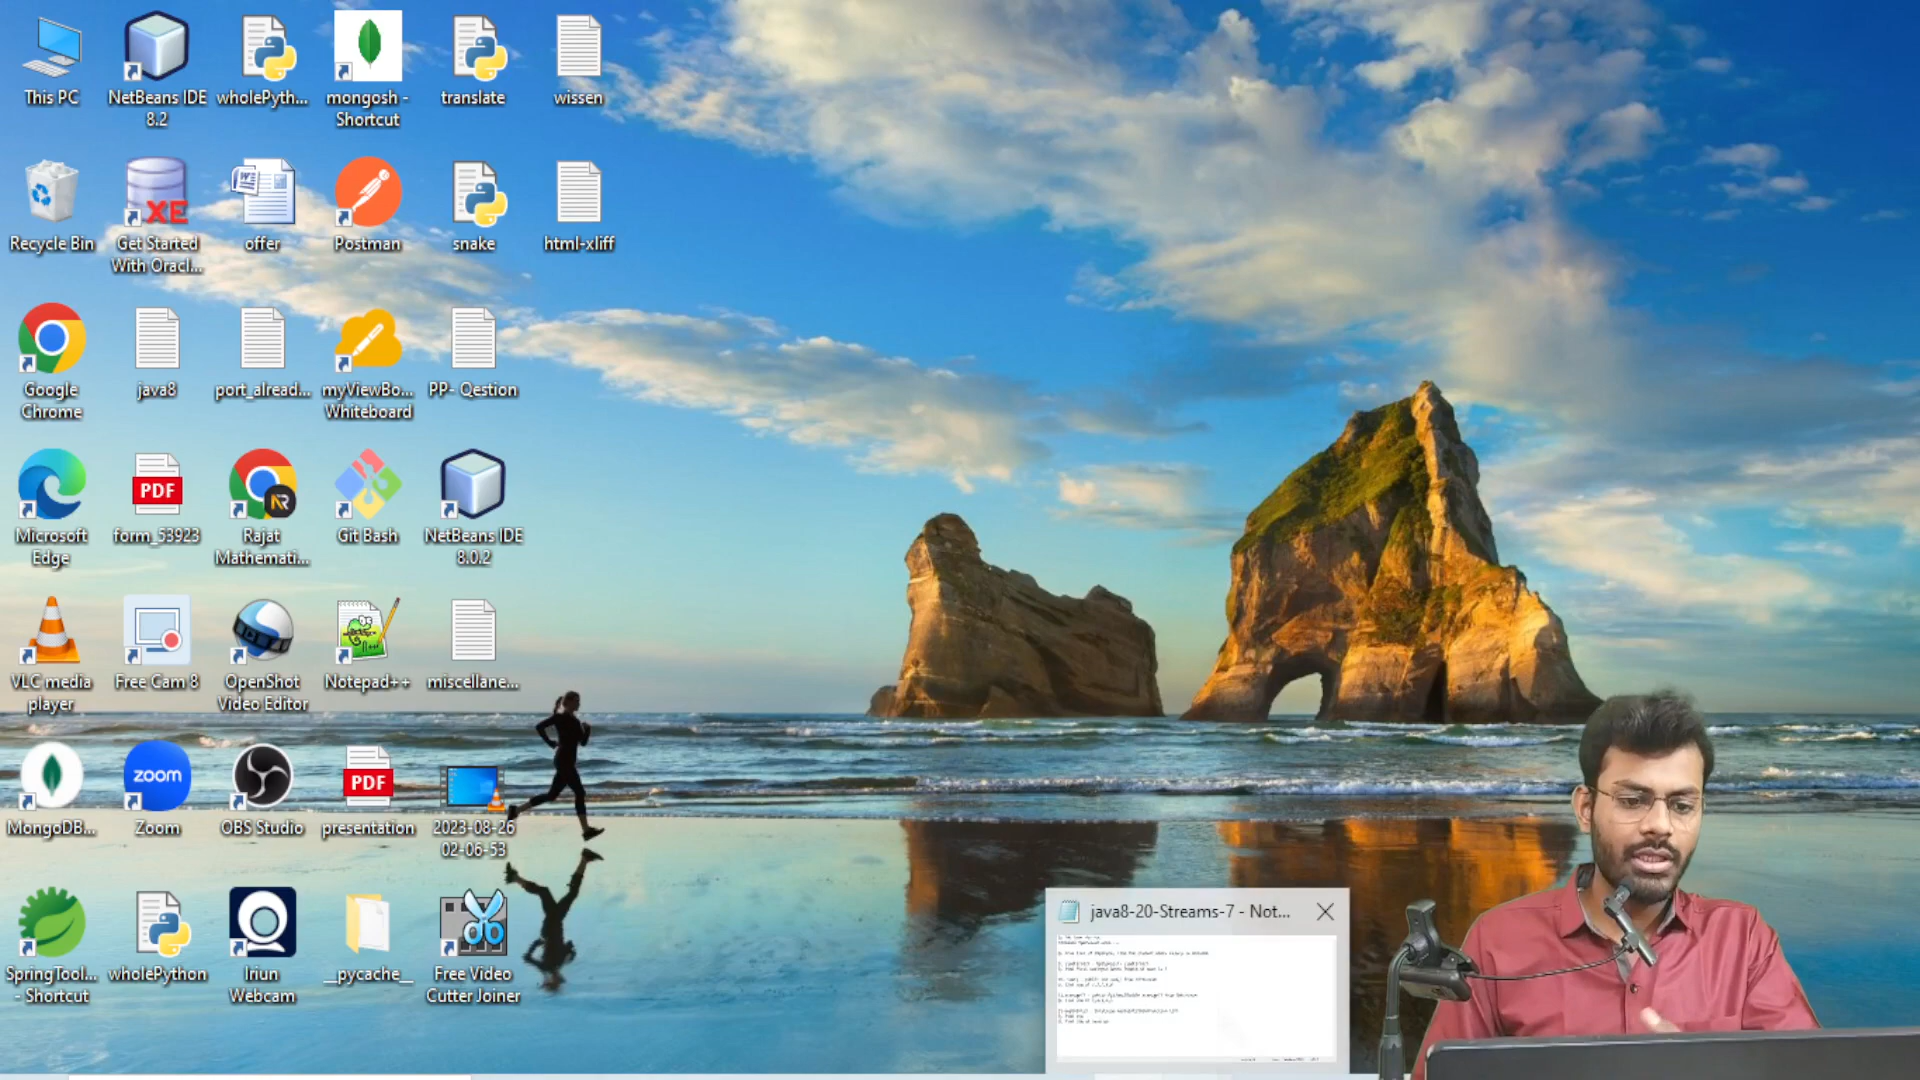 This PC
NetBeans IDE
8.2
wholePyth...
mongosh -
Shortcut
translate
wissen
Recycle Bin
XE
Get Started
With Oracl...
offer
Postman
snake
html-xliff
Google
Chrome
java8
port_alread...
myViewBo...
Whiteboard
PP- Qestion
Microsoft
Edge
PDF
form_53923
Rajat
Mathemati...
Git Bash
NetBeans IDE
8.0.2
VLC media
player
Free Cam 8
OpenShot
Video Editor
Notepad++
miscellane...
MongoDB...
zoom
Zoom
OBS Studio
PDF
presentation
2023-08-26
02-06-53
SpringTool...
- Shortcut
wholePython
Iriun
Webcam
__pycache__
Free Video
Cutter Joiner
java8-20-Streams-7 - Not...